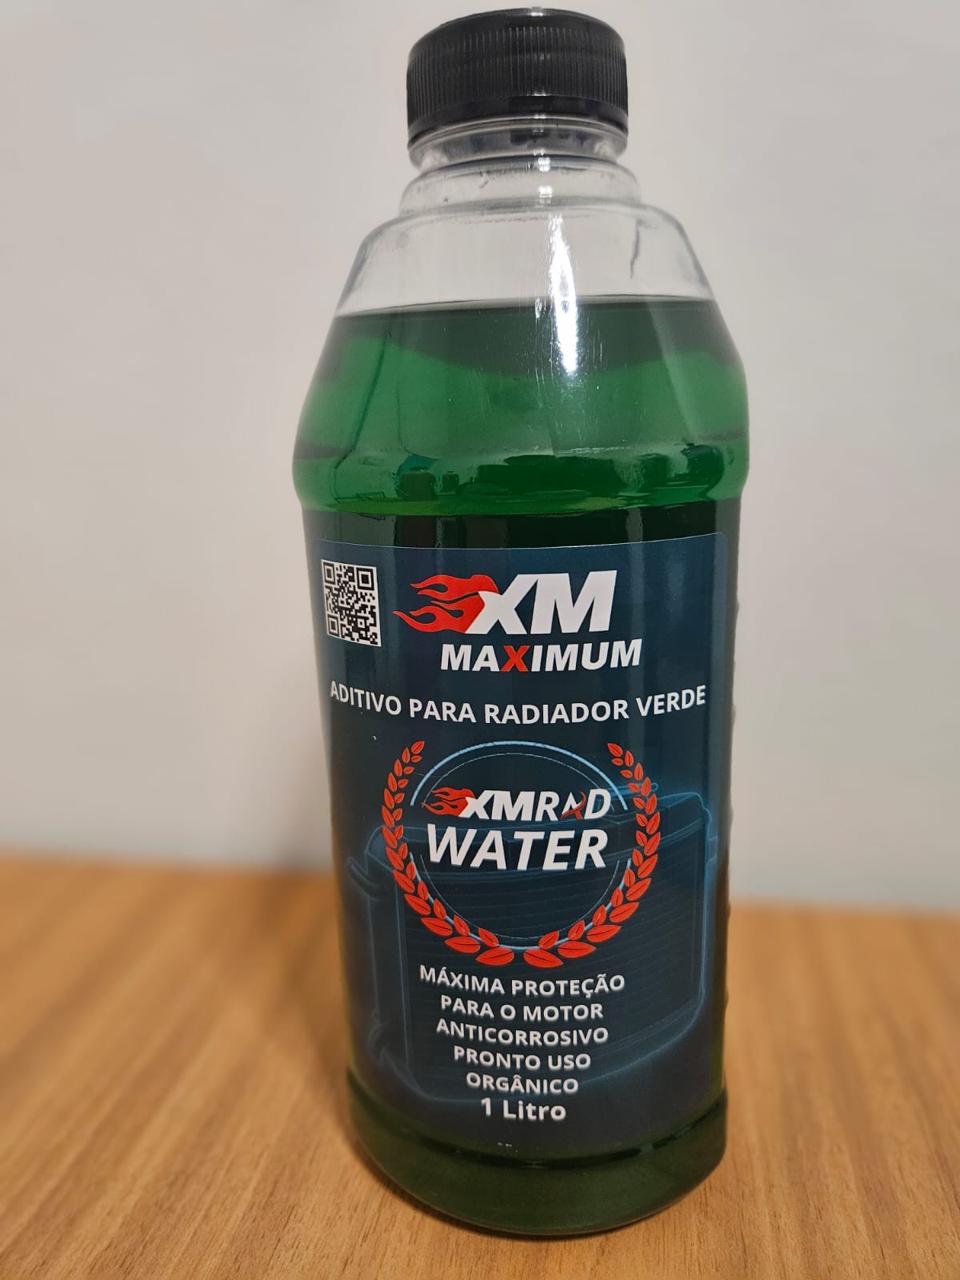 XM
MAXIMUM
ADITIVO PARA RADIADOR VERDE
XMRAD
WATER
MÁXIMA PROTEÇÃO
PARA O MOTOR
ANTICORROSIVO
PRONTO USO
ORGÂNICO
1 Litro